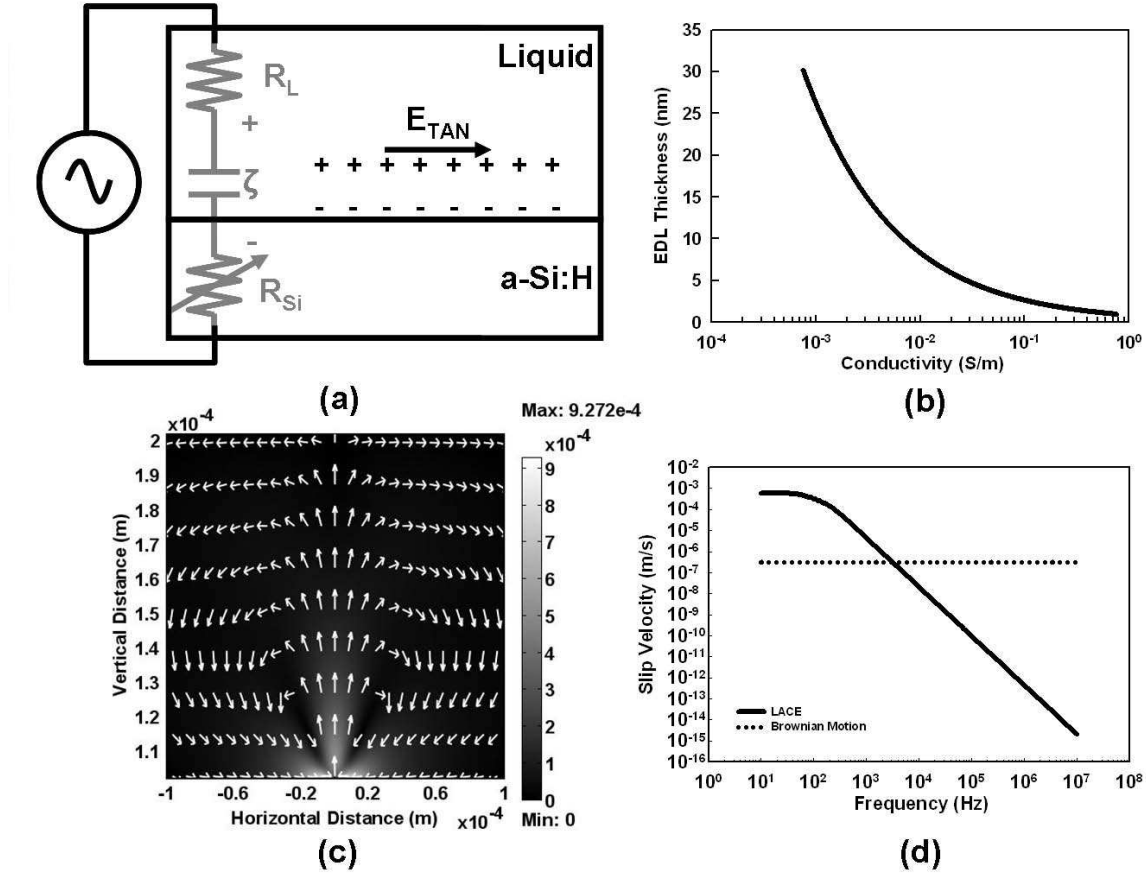 Liquid
R_L
+
E_TAN
+ + + + + + + +
ζ
- - - - - - - -
-
R_Si
a-Si:H
(a)
35
30
25
20
15
10
5
0
EDL Thickness (nm)
10^-4 10^-3 10^-2 10^-1 10^0
Conductivity (S/m)
(b)
x10^-4
Max: 9.272e-4
x10^-4
2
1.9
1.8
1.7
1.6
1.5
1.4
1.3
1.2
1.1
Vertical Distance (m)
-1 -0.6 -0.2 0.2 0.6 1
Horizontal Distance (m) x10^-4
9
8
7
6
5
4
3
2
1
0
Min: 0
(c)
10^-2
10^-3
10^-4
10^-5
10^-6
10^-7
10^-8
10^-9
10^-10
10^-11
10^-12
10^-13
10^-14
10^-15
10^-16
Slip Velocity (m/s)
LACE
Brownian Motion
10^0 10^1 10^2 10^3 10^4 10^5 10^6 10^7 10^8
Frequency (Hz)
(d)